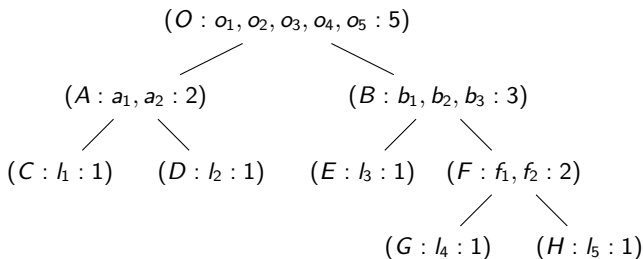 (O : o₁, o₂, o₃, o₄, o₅ : 5)
(A : a₁, a₂ : 2) (B : b₁, b₂, b₃ : 3)
(C : l₁ : 1) (D : l₂ : 1) (E : l₃ : 1) (F : f₁, f₂ : 2)
(G : l₄ : 1) (H : l₅ : 1)